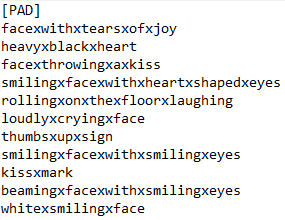 [PAD]
facexwithxtearsxofxjoy
heavyxblackxheart
facexthrowingxaxkiss
smilingxfacexwithxheartxshapedxeyes
rollingxonxthexfloorxlaughing
loudlyxcryingxface
thumbsxupxsign
smilingxfacexwithxsmilingxeyes
kissxmark
beamingxfacexwithxsmilingxeyes
whitexsmilingxface